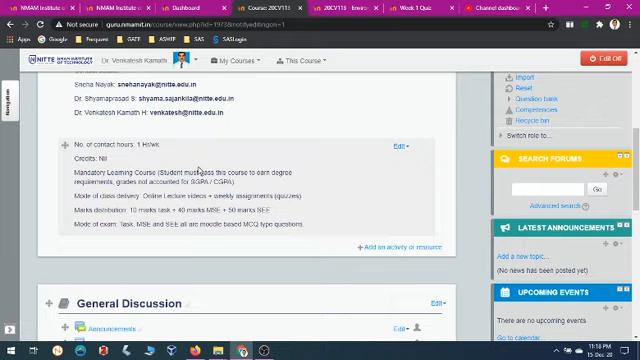 NMAM Institute o
NMAM Institute o
Dashboard
Course: 20CV113
20CV113 - Enviro
Week 1 Quiz
Channel dashboard
guru.nmamit.in/course/view.php?id=1973&notifyeditingon=1
Apps
Google
Freedom
GATE
ASHEP
SAS
SASLogin
NITTE
Dr. Venkatesh Kamath
My Courses
This Course
Edit Off
Navigation
Sneha Nayak: snehanayak@nitte.edu.in
Dr. Shyamaprasad S: shyama.sajankila@nitte.edu.in
Dr. Venkatesh Kamath H: venkatesh@nitte.edu.in
No. of contact hours: 1 Hr/wk
Edit
Credits: Nil
Mandatory Learning Course (Student must pass this course to earn degree
requirements, grades not accounted for SGPA / CGPA)
Mode of class delivery: Online Lecture videos + weekly assignments (quizzes)
Marks distribution: 10 marks task + 40 marks MSE + 50 marks SEE
Mode of exam: Task, MSE and SEE all are moodle based MCQ type questions.
+ Add an activity or resource
General Discussion
Edit
Announcements
Edit
Import
Reset
Question bank
Competencies
Recycle bin
Switch role to...
SEARCH FORUMS
Go
Advanced search
LATEST ANNOUNCEMENTS
Add a new topic...
(No news has been posted yet)
UPCOMING EVENTS
There are no upcoming events
Go to calendar...
11:18 PM
15-Dec-20